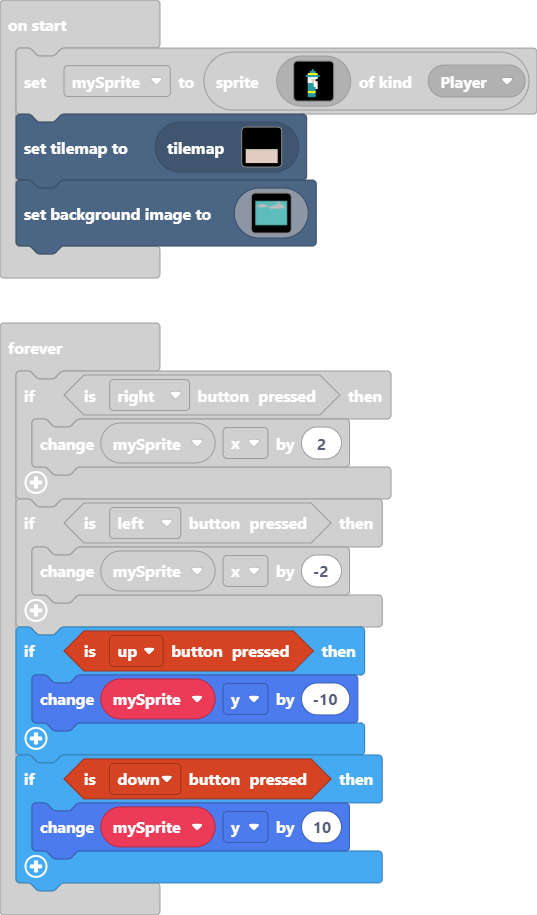 on start
set mySprite to sprite of kind Player
set tilemap to tilemap
set background image to
forever
if is right button pressed then
change mySprite x by 2
if is left button pressed then
change mySprite x by -2
if is up button pressed then
change mySprite y by -10
if is down button pressed then
change mySprite y by 10